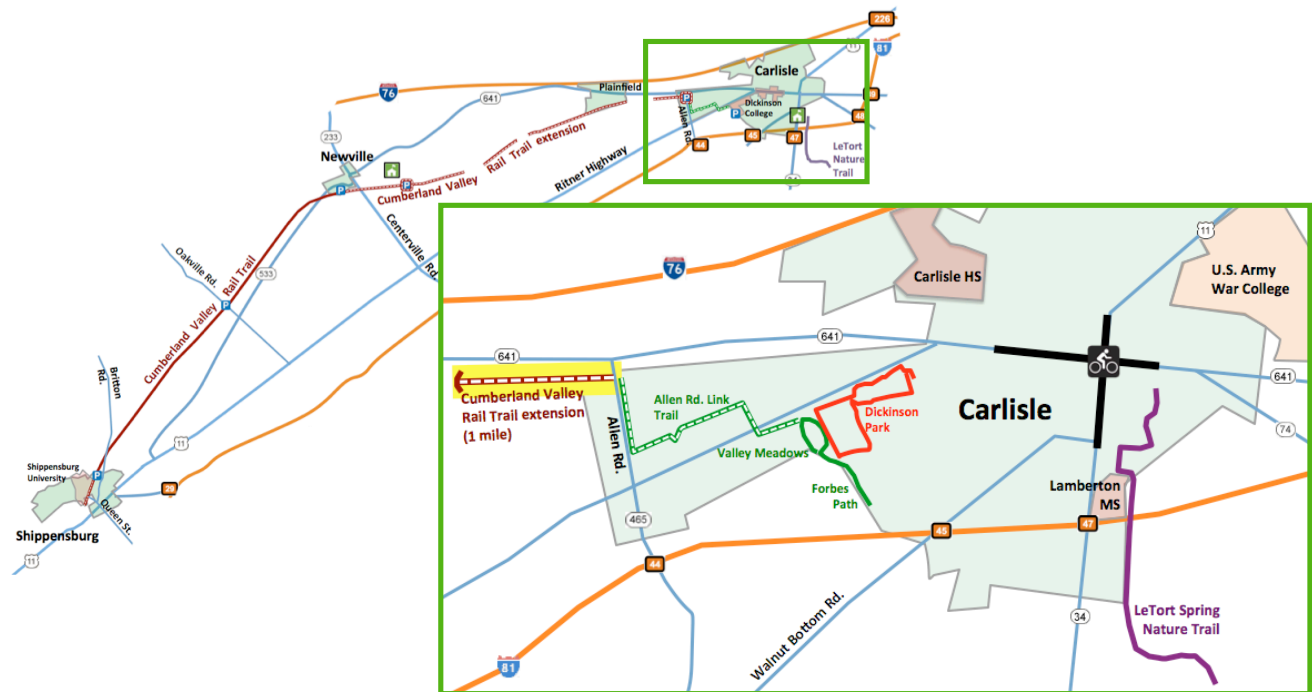 226
11
81
Carlisle
76
Plainfield
641
P
Dickinson
College
P
49
48
233
Allen Rd.
45
47
44
Rail Trail extension
Newville
LeTort
Nature
Trail
Ritner Highway
P
P
Cumberland Valley
34
Centerville Rd.
Oakville Rd.
533
P
Cumberland Valley Rail Trail
Britton
Rd.
11
Shippensburg
University
P
29
Queen St.
Shippensburg
11
76
Carlisle HS
11
U.S. Army
War College
641
641
641
Cumberland Valley
Rail Trail extension
(1 mile)
Allen Rd. Link
Trail
Dickinson
Park
Carlisle
74
Allen Rd.
Valley Meadows
Forbes
Path
Lamberton
MS
465
45
47
44
34
LeTort Spring
Nature Trail
Walnut Bottom Rd.
81